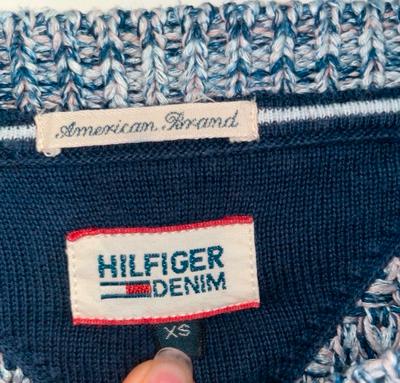 American Brand
HILFIGER
DENIM
XS